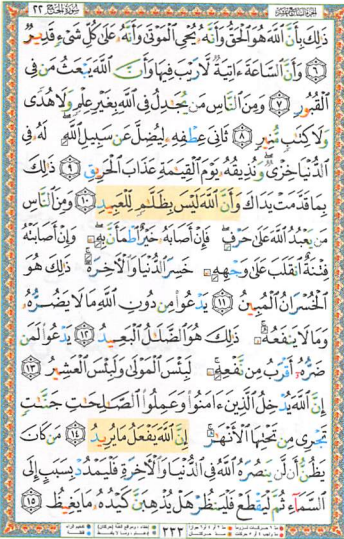 سورة الحج ٢٢
ذَٰلِكَ بِأَنَّ ٱللَّهَ هُوَ ٱلْحَقُّ وَأَنَّهُۥ يُحْىِ ٱلْمَوْتَىٰ وَأَنَّهُۥ عَلَىٰ كُلِّ شَىْءٍ قَدِيرٌ
٦ وَأَنَّ ٱلسَّاعَةَ ءَاتِيَةٌ لَّا رَيْبَ فِيهَا وَأَنَّ ٱللَّهَ يَبْعَثُ مَن فِى
ٱلْقُبُورِ ٧ وَمِنَ ٱلنَّاسِ مَن يُجَٰدِلُ فِى ٱللَّهِ بِغَيْرِ عِلْمٍ وَلَا هُدًى
وَلَا كِتَٰبٍ مُّنِيرٍ ٨ ثَانِىَ عِطْفِهِۦ لِيُضِلَّ عَن سَبِيلِ ٱللَّهِ لَهُۥ فِى
ٱلدُّنْيَا خِزْىٌ وَنُذِيقُهُۥ يَوْمَ ٱلْقِيَٰمَةِ عَذَابَ ٱلْحَرِيقِ ٩ ذَٰلِكَ
بِمَا قَدَّمَتْ يَدَاكَ وَأَنَّ ٱللَّهَ لَيْسَ بِظَلَّٰمٍ لِّلْعَبِيدِ ١٠ وَمِنَ ٱلنَّاسِ
مَن يَعْبُدُ ٱللَّهَ عَلَىٰ حَرْفٍ فَإِنْ أَصَابَهُۥ خَيْرٌ ٱطْمَأَنَّ بِهِۦ وَإِنْ أَصَابَتْهُ
فِتْنَةٌ ٱنقَلَبَ عَلَىٰ وَجْهِهِۦ خَسِرَ ٱلدُّنْيَا وَٱلْءَاخِرَةَ ذَٰلِكَ هُوَ
ٱلْخُسْرَانُ ٱلْمُبِينُ ١١ يَدْعُوا۟ مِن دُونِ ٱللَّهِ مَا لَا يَضُرُّهُۥ
وَمَا لَا يَنفَعُهُۥ ذَٰلِكَ هُوَ ٱلضَّلَٰلُ ٱلْبَعِيدُ ١٢ يَدْعُوا۟ لَمَن
ضَرُّهُۥٓ أَقْرَبُ مِن نَّفْعِهِۦ لَبِئْسَ ٱلْمَوْلَىٰ وَلَبِئْسَ ٱلْعَشِيرُ ١٣
إِنَّ ٱللَّهَ يُدْخِلُ ٱلَّذِينَ ءَامَنُوا۟ وَعَمِلُوا۟ ٱلصَّٰلِحَٰتِ جَنَّٰتٍ
تَجْرِى مِن تَحْتِهَا ٱلْأَنْهَٰرُ إِنَّ ٱللَّهَ يَفْعَلُ مَا يُرِيدُ ١٤ مَن كَانَ
يَظُنُّ أَن لَّن يَنصُرَهُ ٱللَّهُ فِى ٱلدُّنْيَا وَٱلْءَاخِرَةِ فَلْيَمْدُدْ بِسَبَبٍ إِلَى
ٱلسَّمَآءِ ثُمَّ لْيَقْطَعْ فَلْيَنظُرْ هَلْ يُذْهِبَنَّ كَيْدُهُۥ مَا يَغِيظُ ١٥
٣٣٣